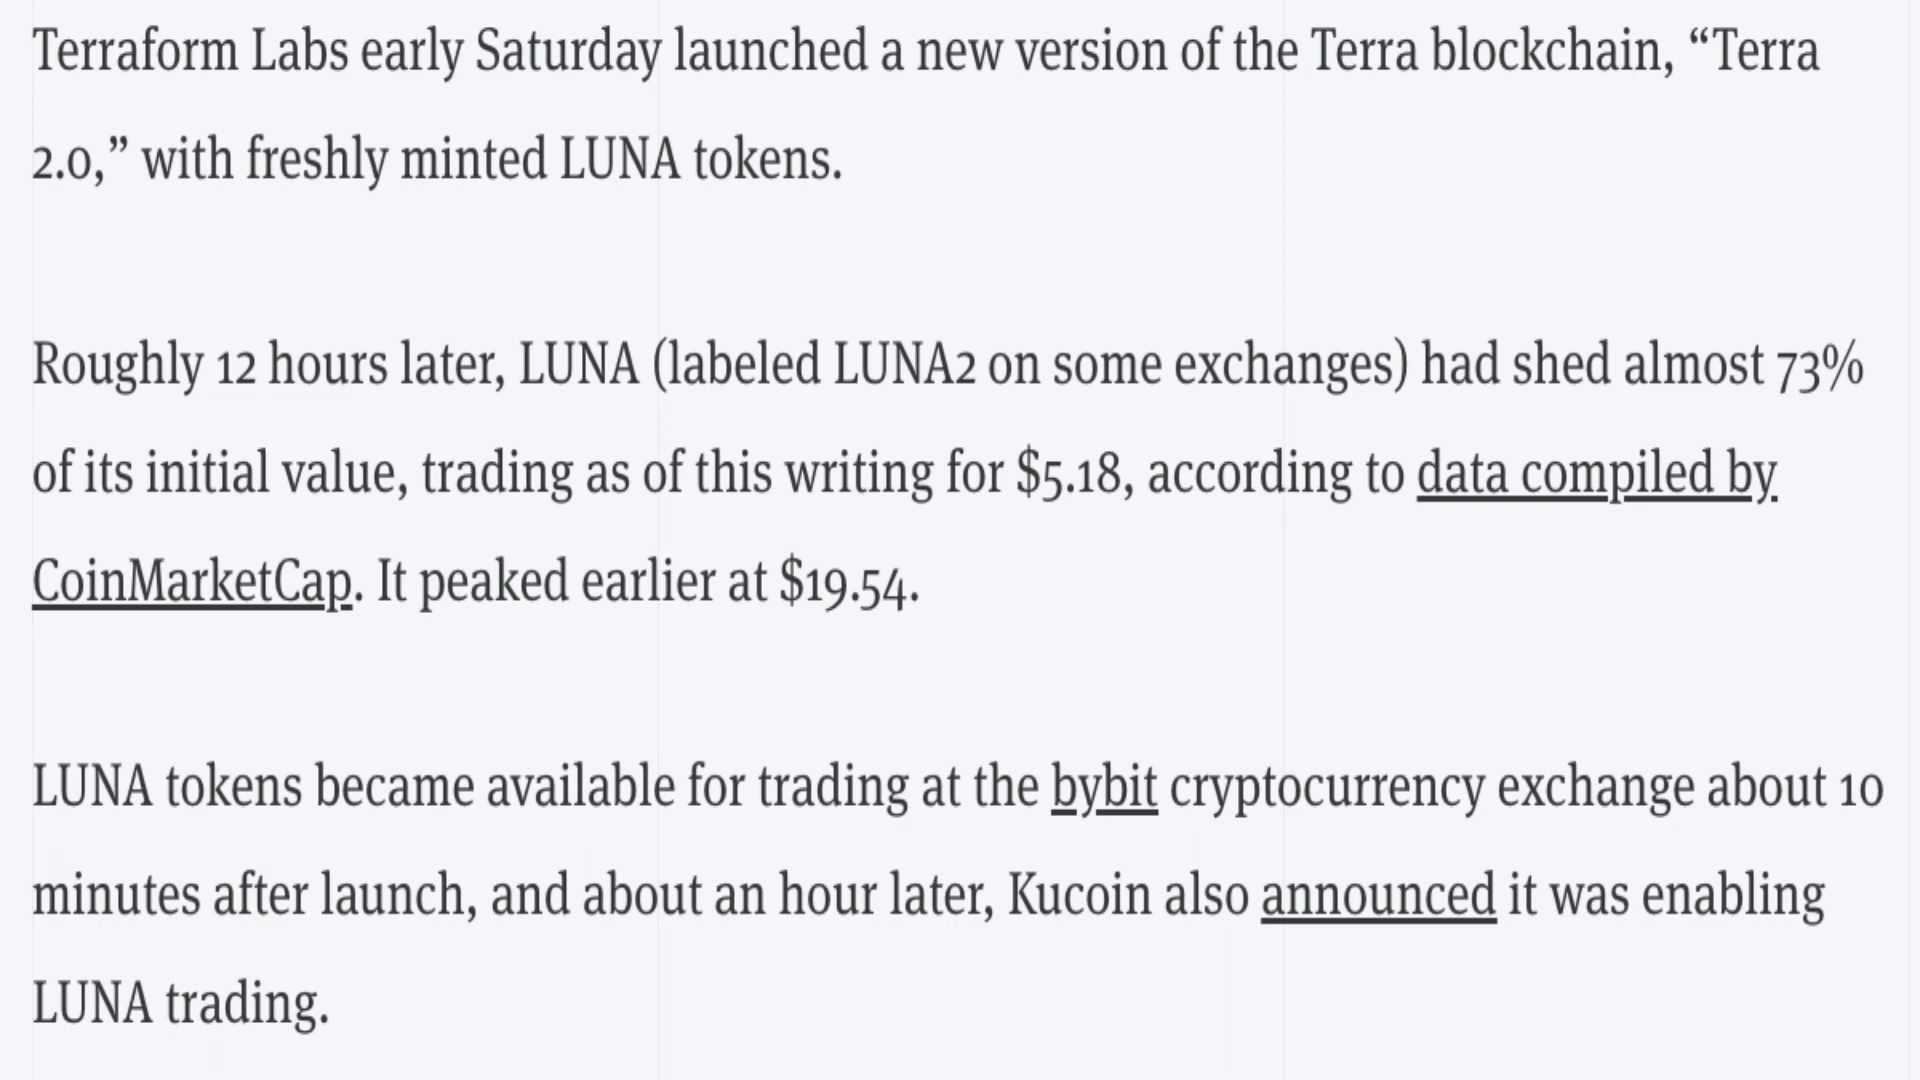 Terraform Labs early Saturday launched a new version of the Terra blockchain, “Terra
2.0,” with freshly minted LUNA tokens.
Roughly 12 hours later, LUNA (labeled LUNA2 on some exchanges) had shed almost 73%
of its initial value, trading as of this writing for $5.18, according to data compiled by
CoinMarketCap. It peaked earlier at $19.54.
LUNA tokens became available for trading at the bybit cryptocurrency exchange about 10
minutes after launch, and about an hour later, Kucoin also announced it was enabling
LUNA trading.